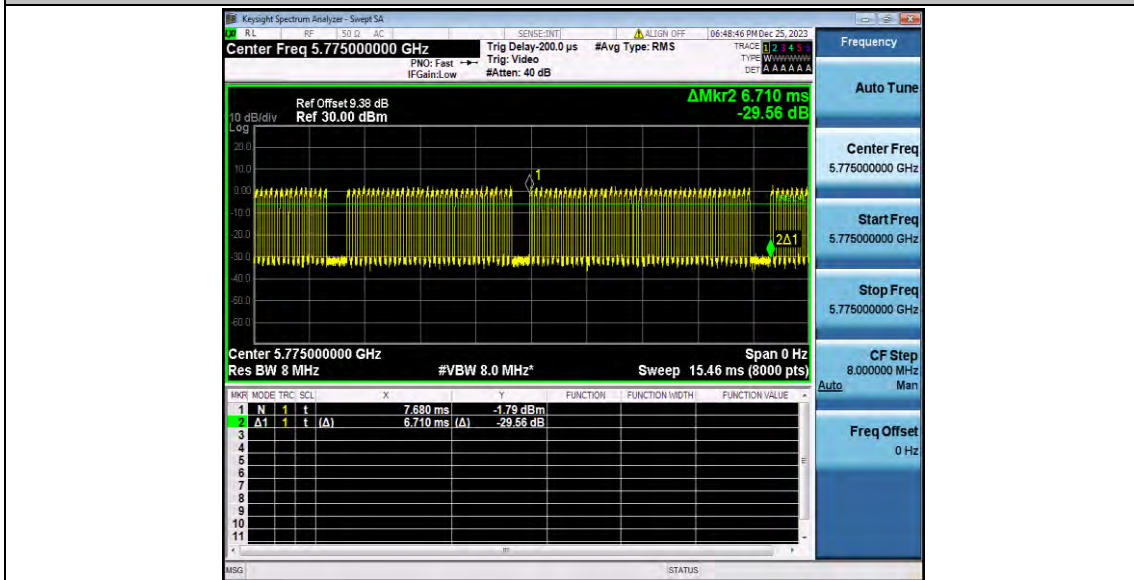 Keysight Spectrum Analyzer - Swept SA
RL RF 50 Ω AC SENSE:INT ALIGN OFF 06:48:46 PM Dec 25, 2023
Center Freq 5.775000000 GHz
PNO: Fast
IFGain:Low
Trig Delay-200.0 µs
Trig: Video
#Atten: 40 dB
#Avg Type: RMS
TRACE 1 2 3 4 5 6
TYPE WWWWWW
DET A A A A A A
ΔMkr2 6.710 ms
-29.56 dB
Ref Offset 9.38 dB
10 dB/div Ref 30.00 dBm
Log
20.0
10.0
0.00
-10.0
-20.0
-30.0
-40.0
-50.0
-60.0
1
2Δ1
Center 5.775000000 GHz Span 0 Hz
Res BW 8 MHz #VBW 8.0 MHz* Sweep 15.46 ms (8000 pts)
MKR MODE TRC SCL X Y FUNCTION FUNCTION WIDTH FUNCTION VALUE
1 N 1 t 7.680 ms -1.79 dBm
2 Δ1 1 t (Δ) 6.710 ms (Δ) -29.56 dB
3
4
5
6
7
8
9
10
11
MSG STATUS
Frequency
Auto Tune
Center Freq
5.775000000 GHz
Start Freq
5.775000000 GHz
Stop Freq
5.775000000 GHz
CF Step
8.000000 MHz
Auto Man
Freq Offset
0 Hz